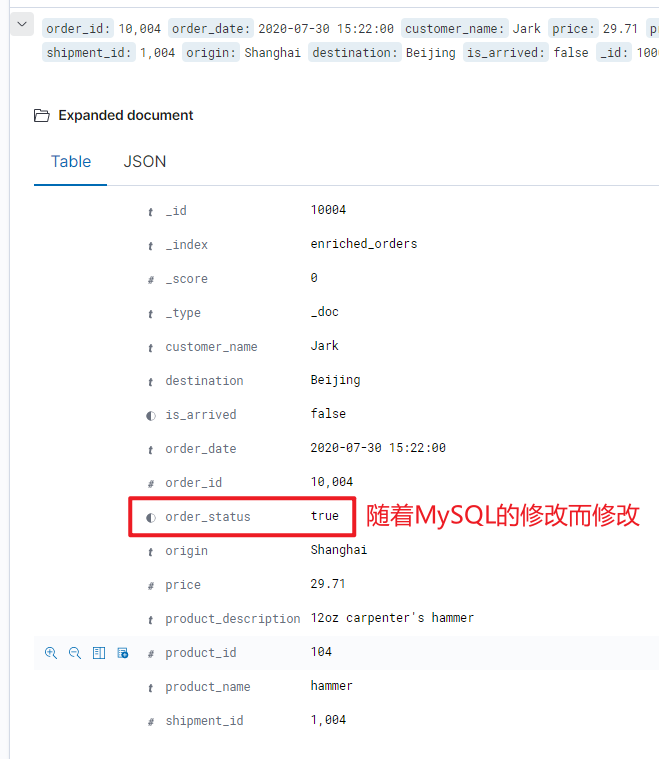 order_id: 10,004 order_date: 2020-07-30 15:22:00 customer_name: Jark price: 29.71
shipment_id: 1,004 origin: Shanghai destination: Beijing is_arrived: false _id:
Expanded document
Table JSON
t _id 10004
t _index enriched_orders
# _score 0
t _type _doc
t customer_name Jark
t destination Beijing
is_arrived false
t order_date 2020-07-30 15:22:00
# order_id 10,004
order_status true 随着MySQL的修改而修改
t origin Shanghai
# price 29.71
t product_description 12oz carpenter's hammer
# product_id 104
t product_name hammer
# shipment_id 1,004